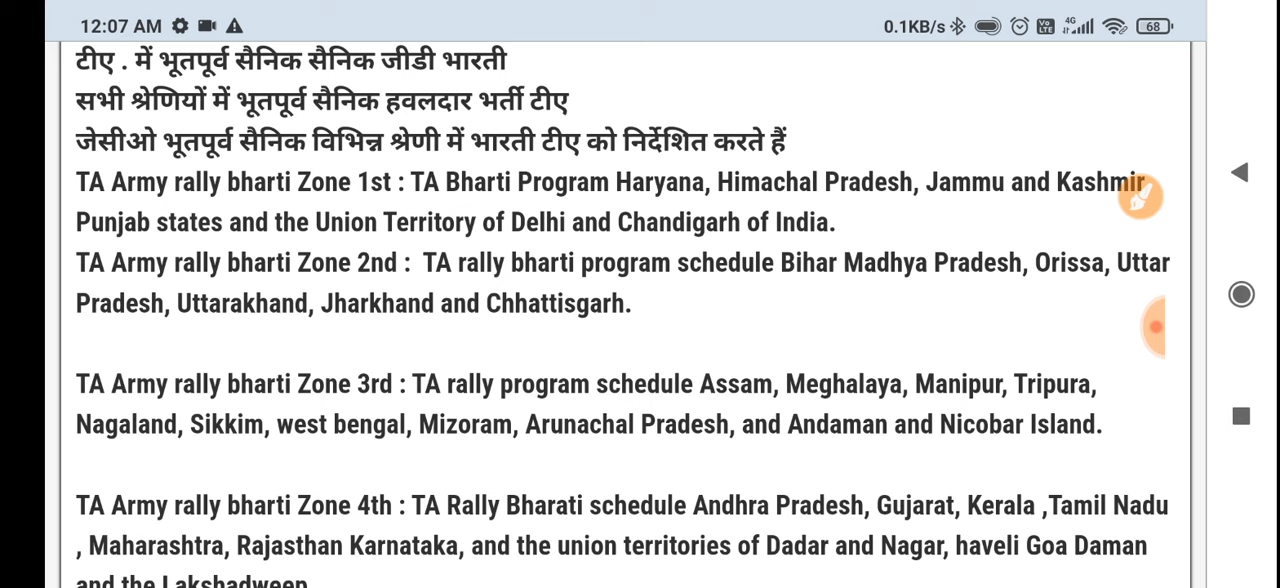 12:07 AM 0.1KB/s 4G 68
टीए . में भूतपूर्व सैनिक सैनिक जीडी भारती
सभी श्रेणियों में भूतपूर्व सैनिक हवलदार भर्ती टीए
जेसीओ भूतपूर्व सैनिक विभिन्न श्रेणी में भारती टीए को निर्देशित करते हैं
TA Army rally bharti Zone 1st : TA Bharti Program Haryana, Himachal Pradesh, Jammu and Kashmir
Punjab states and the Union Territory of Delhi and Chandigarh of India.
TA Army rally bharti Zone 2nd : TA rally bharti program schedule Bihar Madhya Pradesh, Orissa, Uttar
Pradesh, Uttarakhand, Jharkhand and Chhattisgarh.
TA Army rally bharti Zone 3rd : TA rally program schedule Assam, Meghalaya, Manipur, Tripura,
Nagaland, Sikkim, west bengal, Mizoram, Arunachal Pradesh, and Andaman and Nicobar Island.
TA Army rally bharti Zone 4th : TA Rally Bharati schedule Andhra Pradesh, Gujarat, Kerala ,Tamil Nadu
, Maharashtra, Rajasthan Karnataka, and the union territories of Dadar and Nagar, haveli Goa Daman
and the Lakshadweep